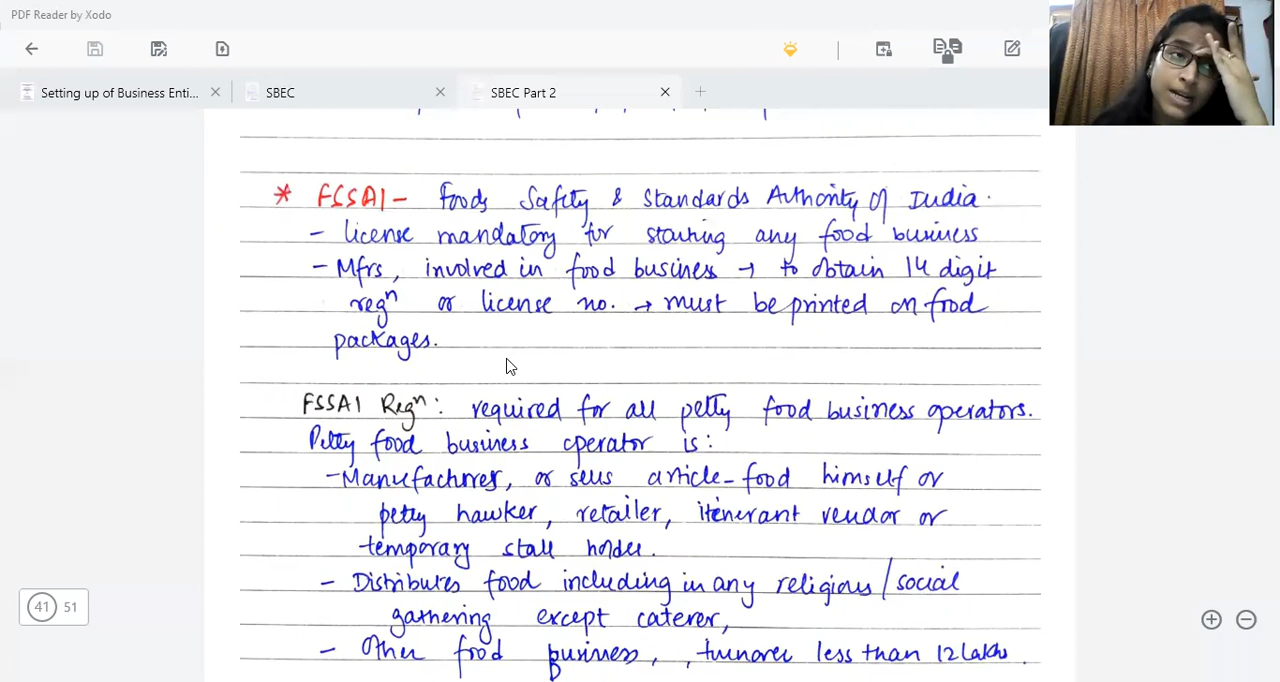 PDF Reader by Xodo
Setting up of Business Enti...
SBEC
SBEC Part 2
* FSSAI - Foods Safety & Standards Authority of India.
- license mandatory for starting any food business
- Mfrs, involved in food business → to obtain 14 digit
regⁿ or license no. → must be printed on food
packages.
FSSAI Regⁿ: required for all petty food business operators.
Petty food business operator is:
- Manufactures, or sells article-food himself or
petty hawker, retailer, itenerant vendor or
temporary stall holder.
- Distributes food including in any religious/social
gathering except caterer,
- Other food business, , turnover less than 12 lakhs.
41 51